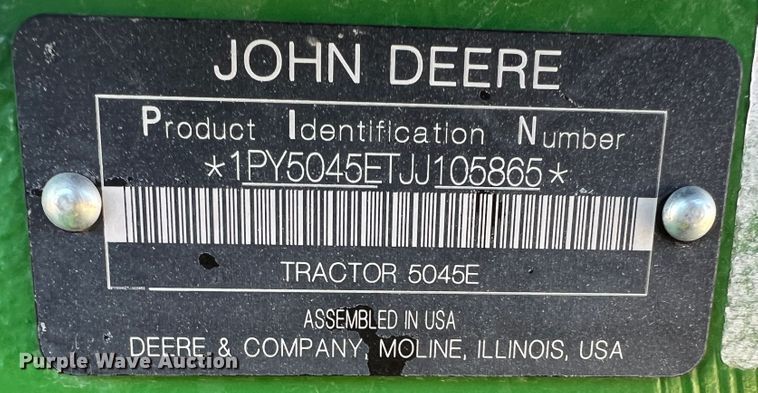 JOHN DEERE
Product Identification Number
*1PY5045ETJJ105865*
TRACTOR 5045E
ASSEMBLED IN USA
DEERE & COMPANY, MOLINE, ILLINOIS, USA
Purple Wave Auction